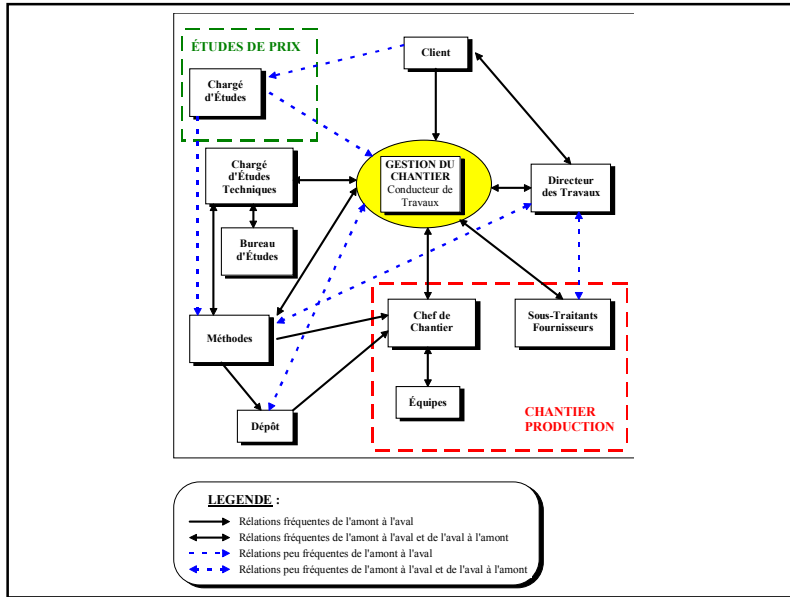 ÉTUDES DE PRIX
Client
Chargé
d'Études
Chargé
d'Études
Techniques
GESTION DU
CHANTIER
Conducteur de
Travaux
Directeur
des Travaux
Bureau
d'Études
Méthodes
Chef de
Chantier
Sous-Traitants
Fournisseurs
Équipes
Dépôt
CHANTIER
PRODUCTION
LEGENDE :
Rélations fréquentes de l'amont à l'aval
Rélations fréquentes de l'amont à l'aval et de l'aval à l'amont
Rélations peu fréquentes de l'amont à l'aval
Rélations peu fréquentes de l'amont à l'aval et de l'aval à l'amont